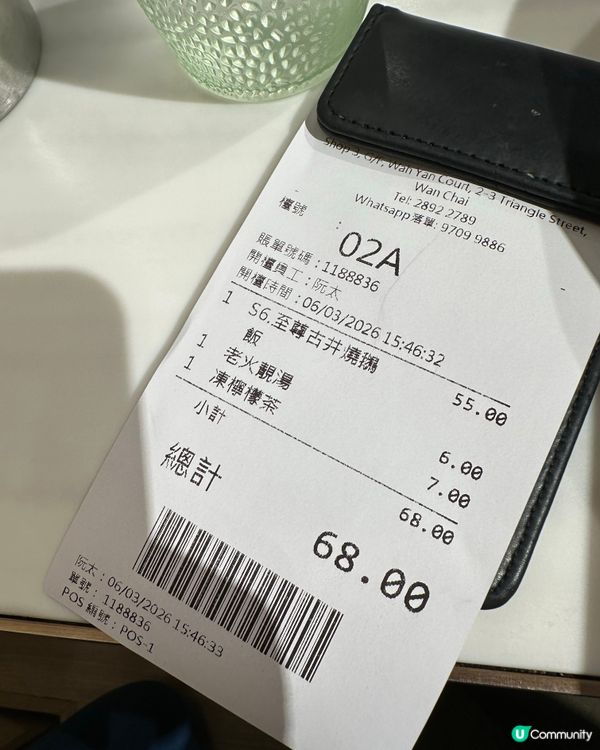 Shop 3, G/F, Wah Yan Court, 2-3 Triangle Street,
Wan Chai
Tel: 2892 2789
Whatsapp落單: 9709 9886
檯號 : 02A
賬單號碼 : 1188836
開檯員工 : 阮太
開檯時間 : 06/03/2026 15:46:32
1 S6.至尊古井燒鵝飯 55.00
1 老火靚湯 6.00
1 凍檸檬茶 7.00
小計 68.00
總計 68.00
阮太 : 06/03/2026 15:46:33
單號 : 1188836
POS 編號 : POS-1
U Community